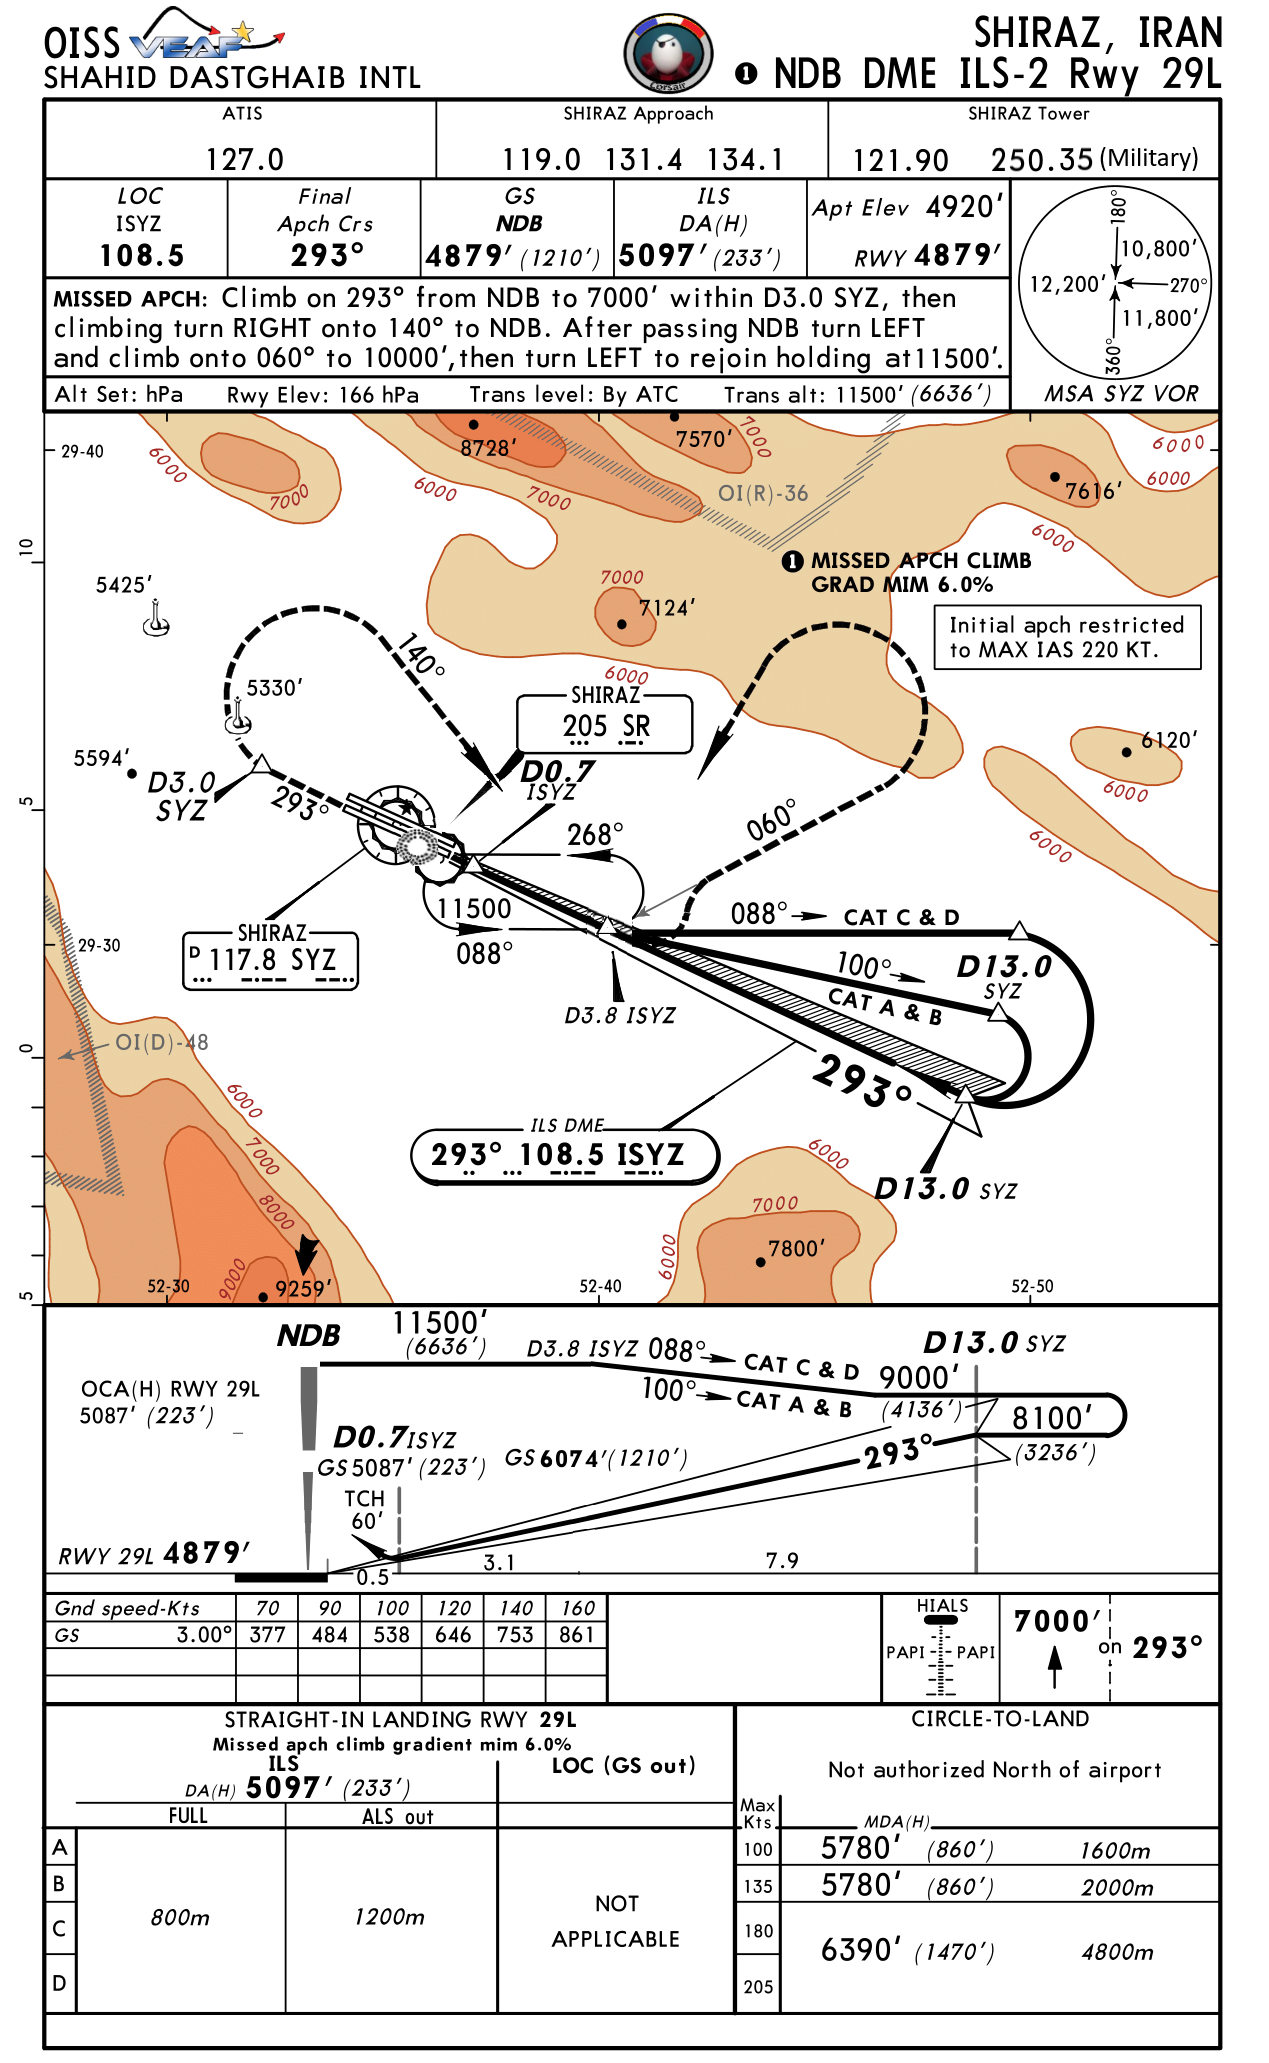 OISS VEAF
SHAHID DASTGHAIB INTL
Corsair
SHIRAZ, IRAN
1 NDB DME ILS-2 Rwy 29L
ATIS
127.0
SHIRAZ Approach
119.0 131.4 134.1
SHIRAZ Tower
121.90 250.35 (Military)
LOC
ISYZ
108.5
Final
Apch Crs
293°
GS
NDB
4879' (1210')
ILS
DA(H)
5097' (233')
Apt Elev 4920'
RWY 4879'
180°
10,800'
12,200'
270°
11,800'
360°
MSA SYZ VOR
MISSED APCH: Climb on 293° from NDB to 7000' within D3.0 SYZ, then
climbing turn RIGHT onto 140° to NDB. After passing NDB turn LEFT
and climb onto 060° to 10000', then turn LEFT to rejoin holding at 11500'.
Alt Set: hPa Rwy Elev: 166 hPa Trans level: By ATC Trans alt: 11500' (6636')
29-40
6000
7000
8728'
6000
7000
7570'
7000
OI(R)-36
7616'
6000
6000
6000
10
1 MISSED APCH CLIMB
GRAD MIM 6.0%
5425'
7000
7124'
6000
Initial apch restricted
to MAX IAS 220 KT.
140°
5330'
SHIRAZ
205 SR
5594'
D3.0
SYZ
293°
D0.7
ISYZ
6120'
6000
6000
5
268°
060°
11500
088°
088° CAT C & D
100°
CAT A & B
D13.0
SYZ
SHIRAZ
D 117.8 SYZ
29-30
D3.8 ISYZ
0
OI(D)-48
293°
6000
7000
8000
9000
9259'
ILS DME
293° 108.5 ISYZ
D13.0 SYZ
6000
7000
6000
7800'
5
52-30
52-40
52-50
NDB
11500'
(6636')
D3.8 ISYZ 088° CAT C & D
100° CAT A & B
9000'
(4136')
D13.0 SYZ
8100'
(3236')
OCA(H) RWY 29L
5087' (223')
D0.7 ISYZ
GS 5087' (223')
GS 6074' (1210')
293°
TCH
60'
RWY 29L 4879'
0.5
3.1
7.9
Gnd speed-Kts 70 90 100 120 140 160
GS 3.00° 377 484 538 646 753 861
HIALS
PAPI PAPI
7000'
on 293°
STRAIGHT-IN LANDING RWY 29L
Missed apch climb gradient mim 6.0%
ILS
DA(H) 5097' (233')
LOC (GS out)
FULL
ALS out
A
B
C
D
800m
1200m
NOT
APPLICABLE
CIRCLE-TO-LAND
Not authorized North of airport
Max
Kts
MDA(H)
100 5780' (860') 1600m
135 5780' (860') 2000m
180
6390' (1470') 4800m
205